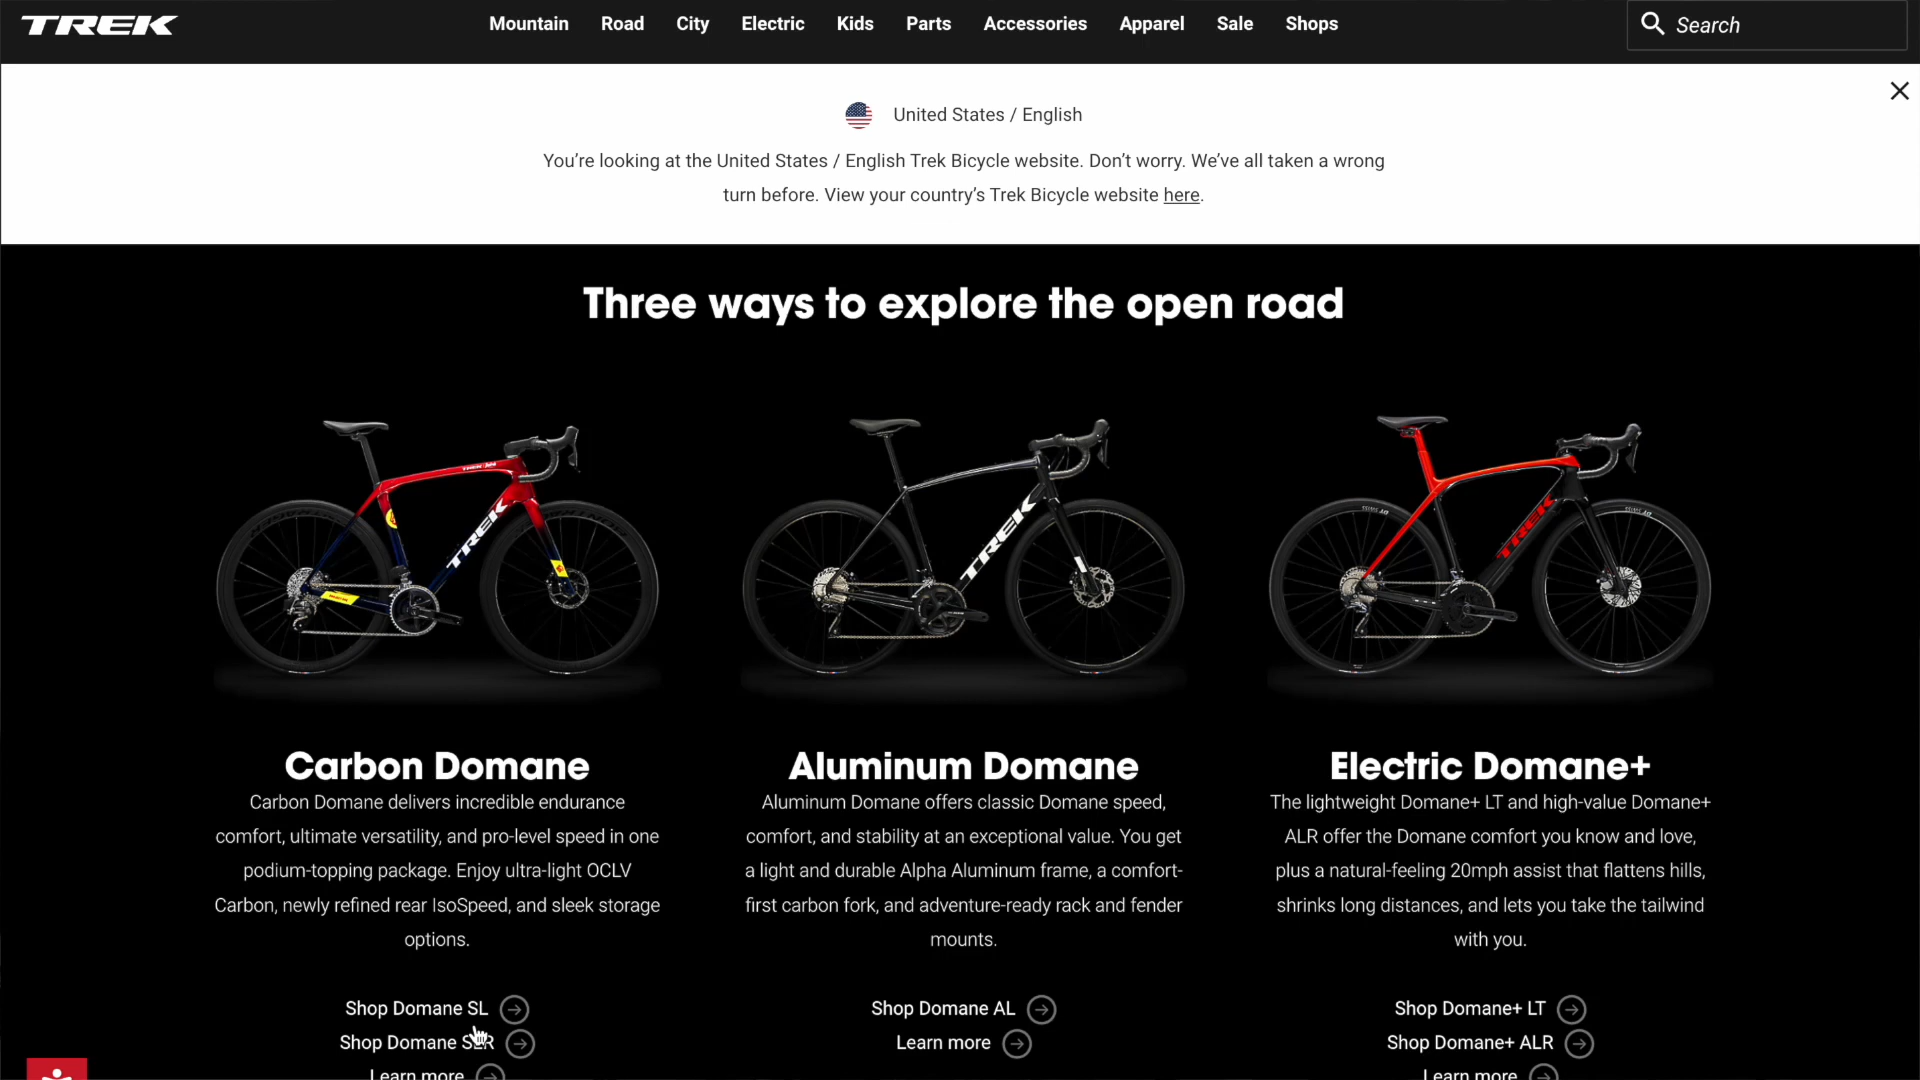 TREK
Mountain Road City Electric Kids Parts Accessories Apparel Sale Shops
Search
United States / English
You’re looking at the United States / English Trek Bicycle website. Don’t worry. We’ve all taken a wrong
turn before. View your country’s Trek Bicycle website here.
Three ways to explore the open road
TREK
TREK
TREK
Carbon Domane
Carbon Domane delivers incredible endurance
comfort, ultimate versatility, and pro-level speed in one
podium-topping package. Enjoy ultra-light OCLV
Carbon, newly refined rear IsoSpeed, and sleek storage
options.
Shop Domane SL
Shop Domane SLR
Learn more
Aluminum Domane
Aluminum Domane offers classic Domane speed,
comfort, and stability at an exceptional value. You get
a light and durable Alpha Aluminum frame, a comfort-
first carbon fork, and adventure-ready rack and fender
mounts.
Shop Domane AL
Learn more
Electric Domane+
The lightweight Domane+ LT and high-value Domane+
ALR offer the Domane comfort you know and love,
plus a natural-feeling 20mph assist that flattens hills,
shrinks long distances, and lets you take the tailwind
with you.
Shop Domane+ LT
Shop Domane+ ALR
Learn more